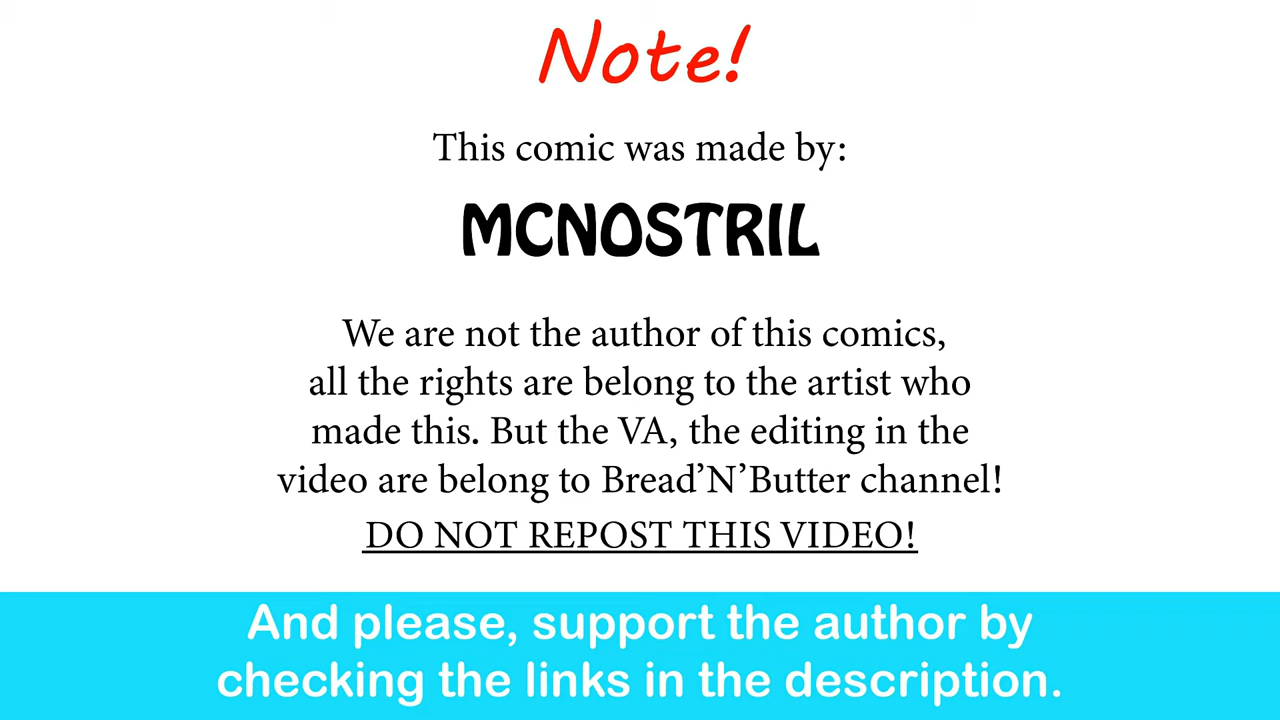 Note!
This comic was made by:
MCNOSTRIL
We are not the author of this comics,
all the rights are belong to the artist who
made this. But the VA, the editing in the
video are belong to Bread’N’Butter channel!
DO NOT REPOST THIS VIDEO!
And please, support the author by
checking the links in the description.